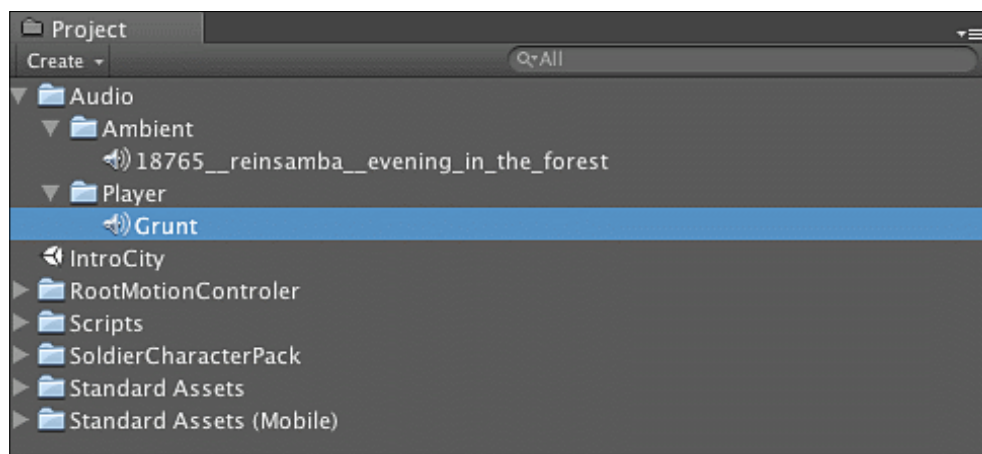 Project
Create
All
Audio
Ambient
18765__reinsamba__evening_in_the_forest
Player
Grunt
IntroCity
RootMotionControler
Scripts
SoldierCharacterPack
Standard Assets
Standard Assets (Mobile)